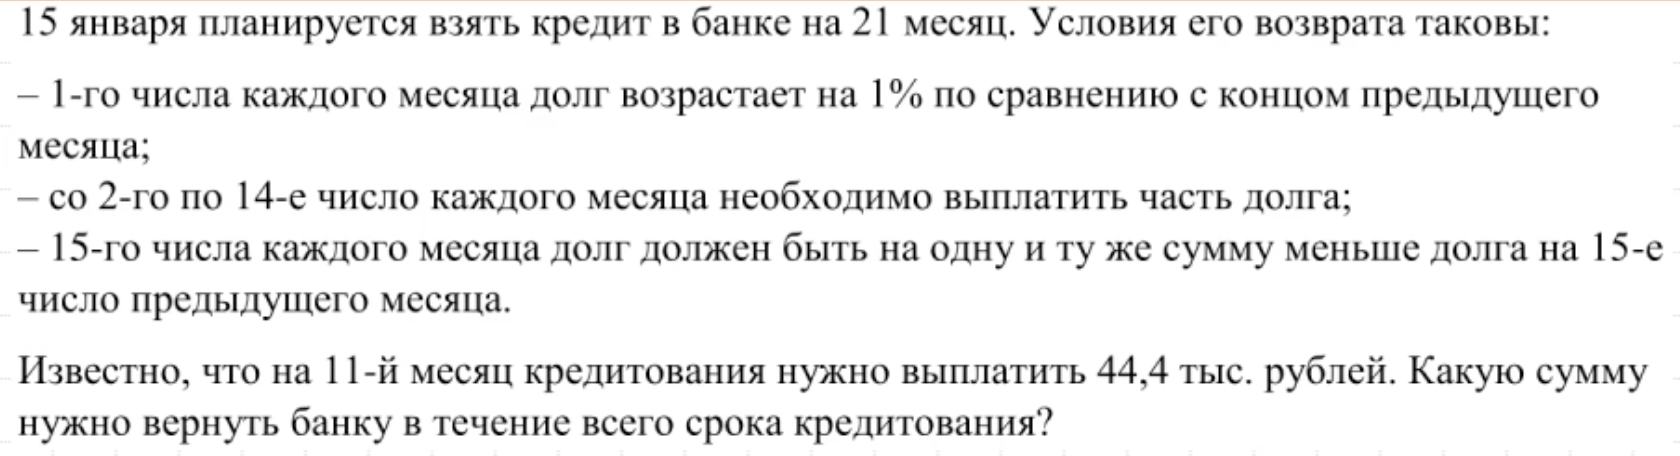 15 января планируется взять кредит в банке на 21 месяц. Условия его возврата таковы:
– 1-го числа каждого месяца долг возрастает на 1% по сравнению с концом предыдущего
месяца;
– со 2-го по 14-е число каждого месяца необходимо выплатить часть долга;
– 15-го числа каждого месяца долг должен быть на одну и ту же сумму меньше долга на 15-е
число предыдущего месяца.
Известно, что на 11-й месяц кредитования нужно выплатить 44,4 тыс. рублей. Какую сумму
нужно вернуть банку в течение всего срока кредитования?